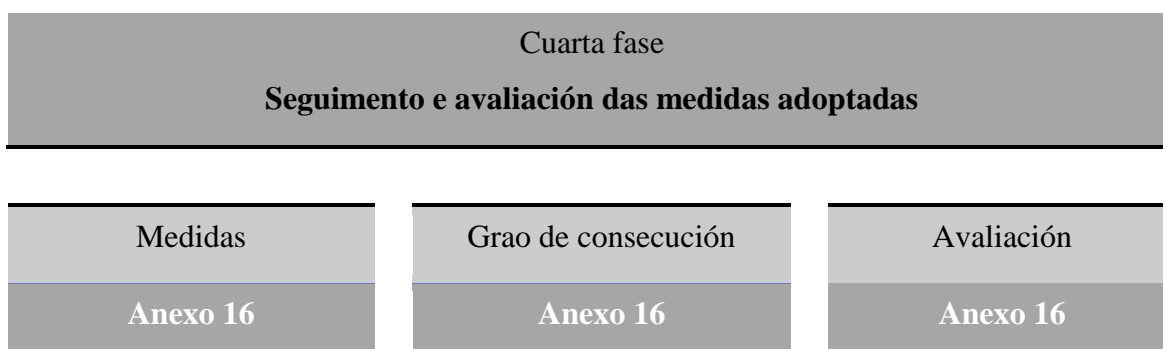 Cuarta fase
Seguimento e avaliación das medidas adoptadas
Medidas
Grao de consecución
Avaliación
Anexo 16
Anexo 16
Anexo 16